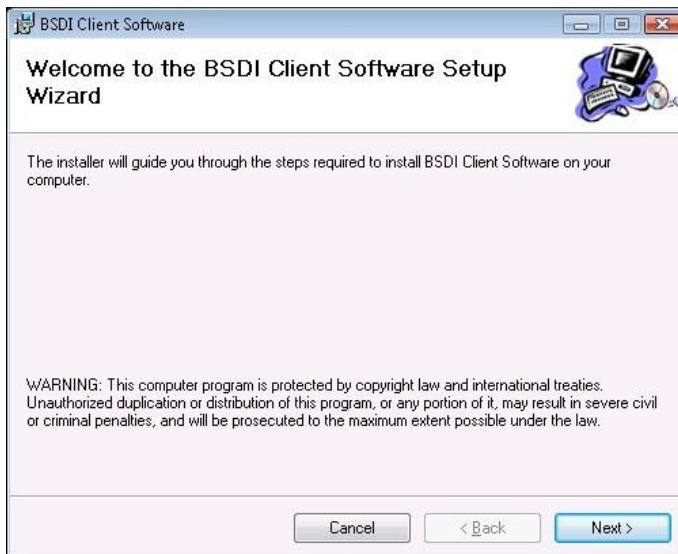 BSDI Client Software
Welcome to the BSDI Client Software Setup
Wizard
The installer will guide you through the steps required to install BSDI Client Software on your
computer.
WARNING: This computer program is protected by copyright law and international treaties.
Unauthorized duplication or distribution of this program, or any portion of it, may result in severe civil
or criminal penalties, and will be prosecuted to the maximum extent possible under the law.
Cancel < Back Next >